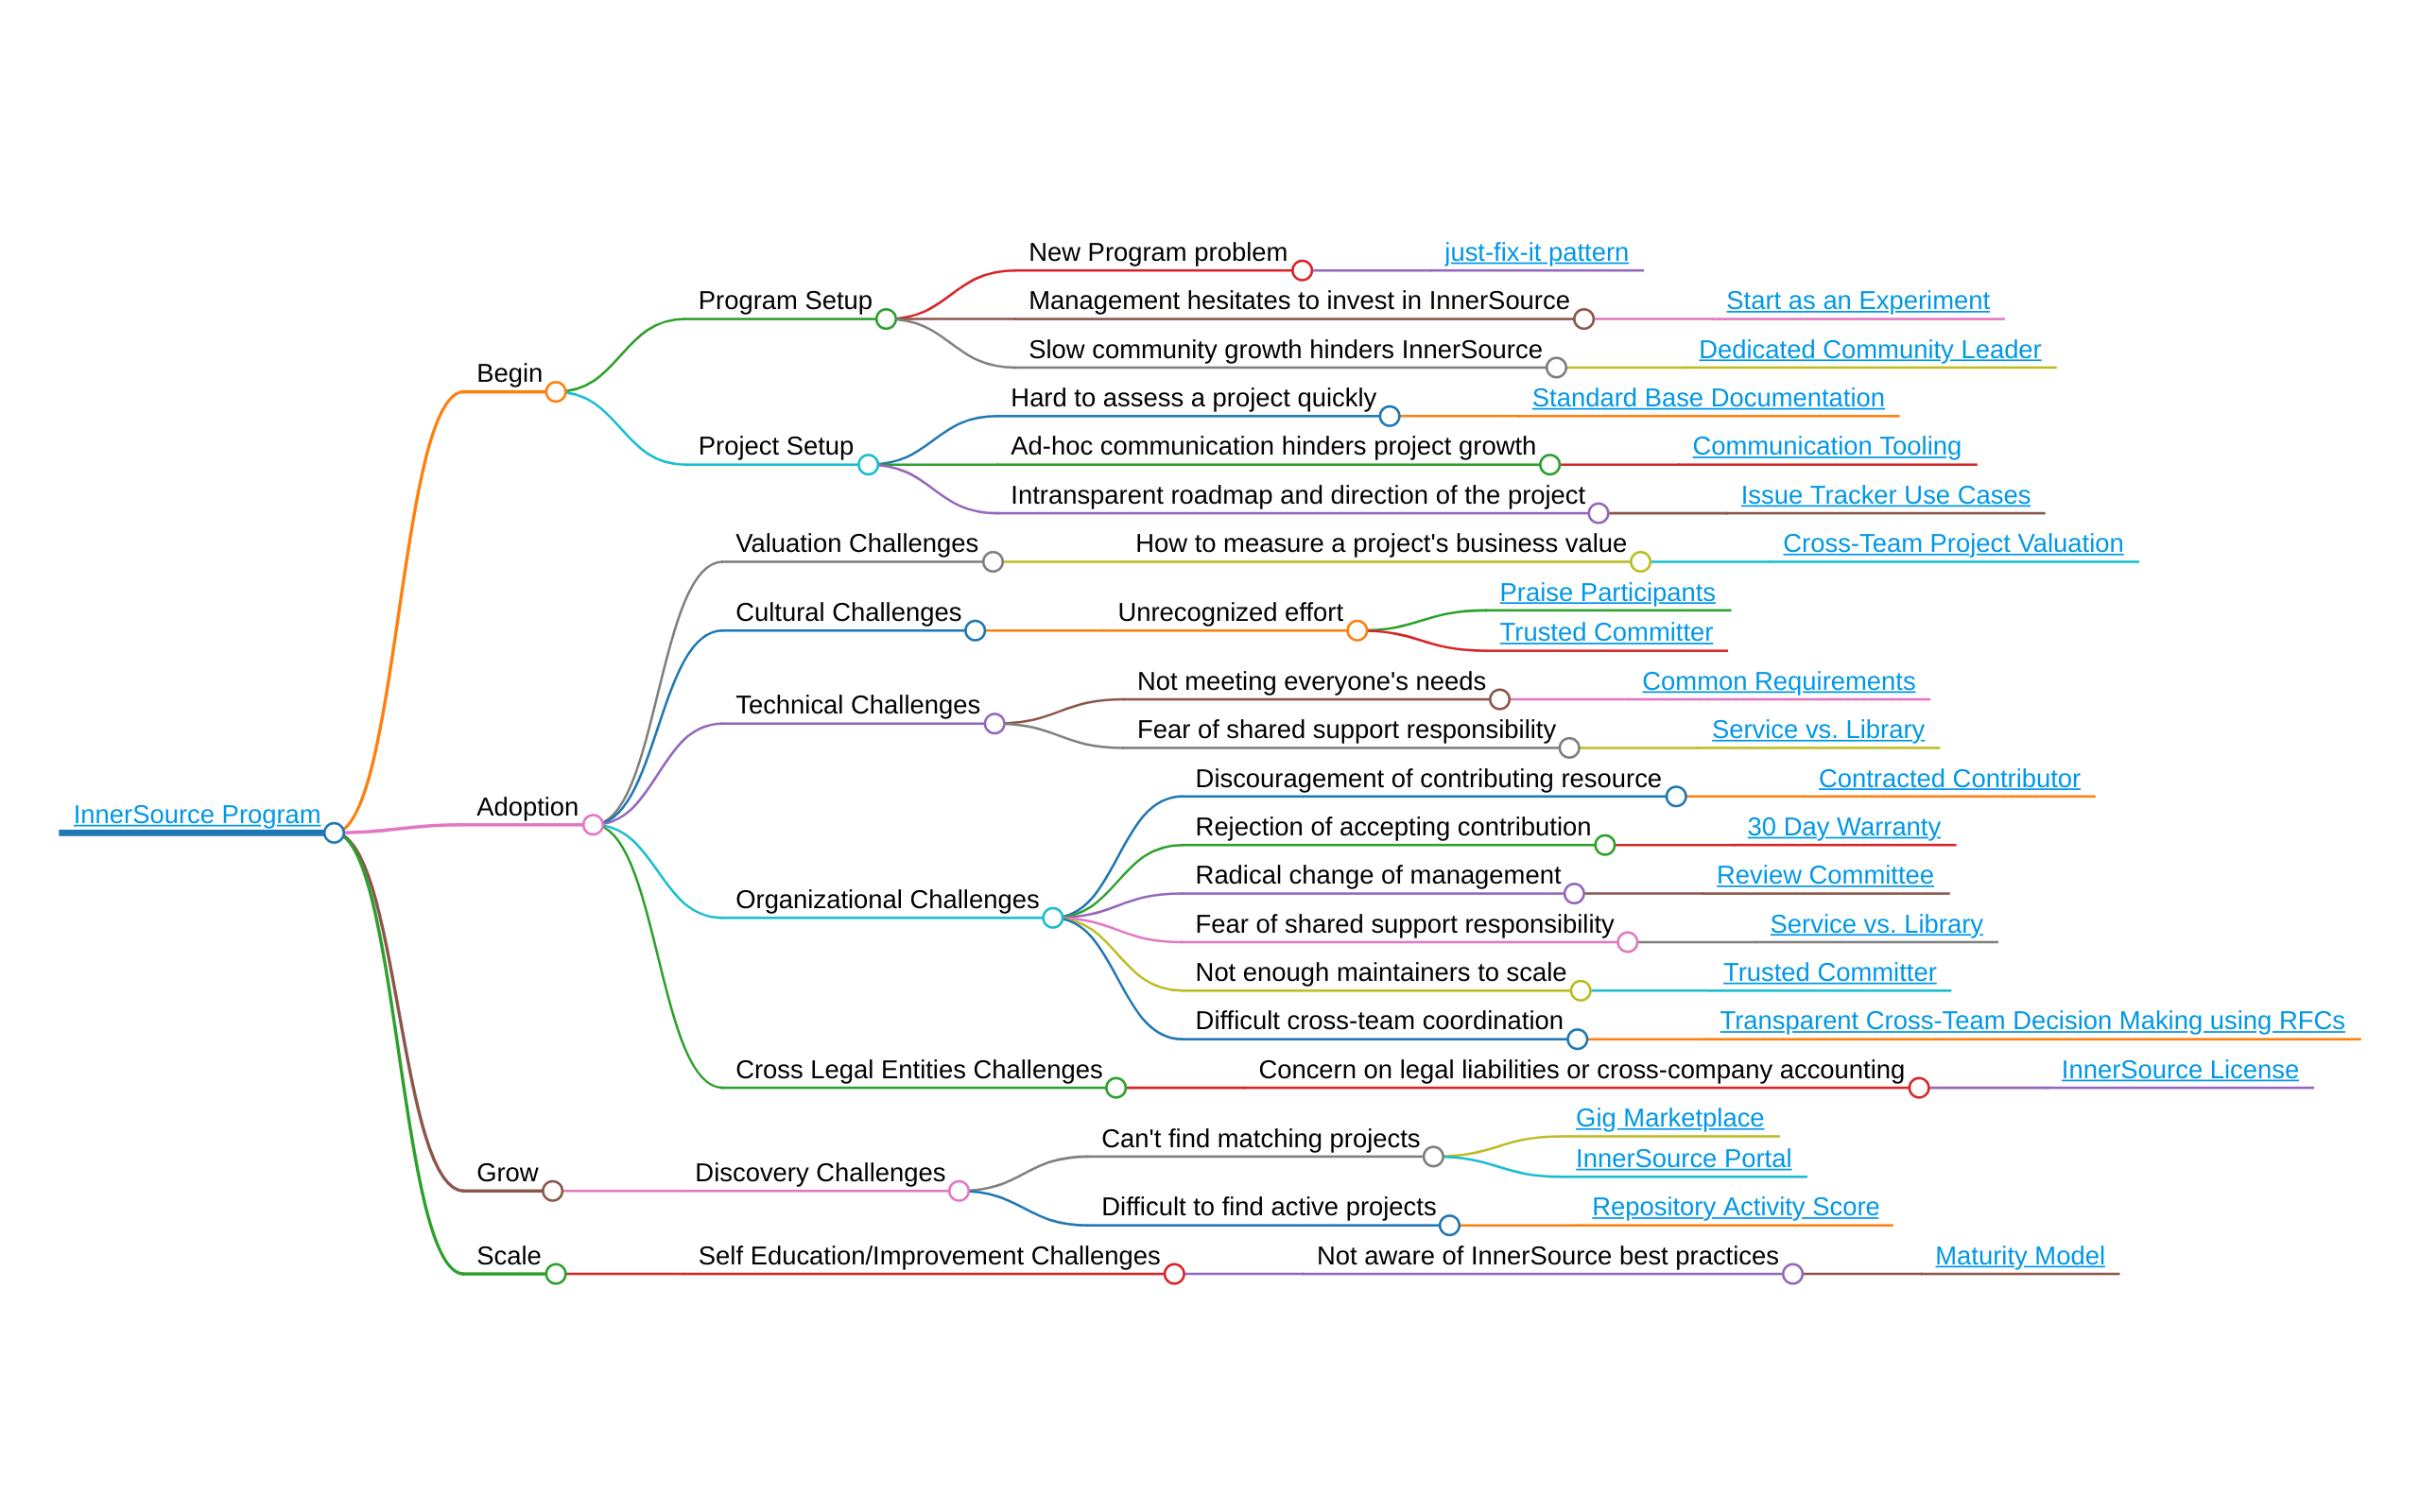 InnerSource Program
Begin
Program Setup
New Program problem
just-fix-it pattern
Management hesitates to invest in InnerSource
Start as an Experiment
Slow community growth hinders InnerSource
Dedicated Community Leader
Project Setup
Hard to assess a project quickly
Standard Base Documentation
Ad-hoc communication hinders project growth
Communication Tooling
Intransparent roadmap and direction of the project
Issue Tracker Use Cases
Adoption
Valuation Challenges
How to measure a project's business value
Cross-Team Project Valuation
Cultural Challenges
Unrecognized effort
Praise Participants
Trusted Committer
Technical Challenges
Not meeting everyone's needs
Common Requirements
Fear of shared support responsibility
Service vs. Library
Organizational Challenges
Discouragement of contributing resource
Contracted Contributor
Rejection of accepting contribution
30 Day Warranty
Radical change of management
Review Committee
Fear of shared support responsibility
Service vs. Library
Not enough maintainers to scale
Trusted Committer
Difficult cross-team coordination
Transparent Cross-Team Decision Making using RFCs
Cross Legal Entities Challenges
Concern on legal liabilities or cross-company accounting
InnerSource License
Grow
Discovery Challenges
Can't find matching projects
Gig Marketplace
InnerSource Portal
Difficult to find active projects
Repository Activity Score
Scale
Self Education/Improvement Challenges
Not aware of InnerSource best practices
Maturity Model